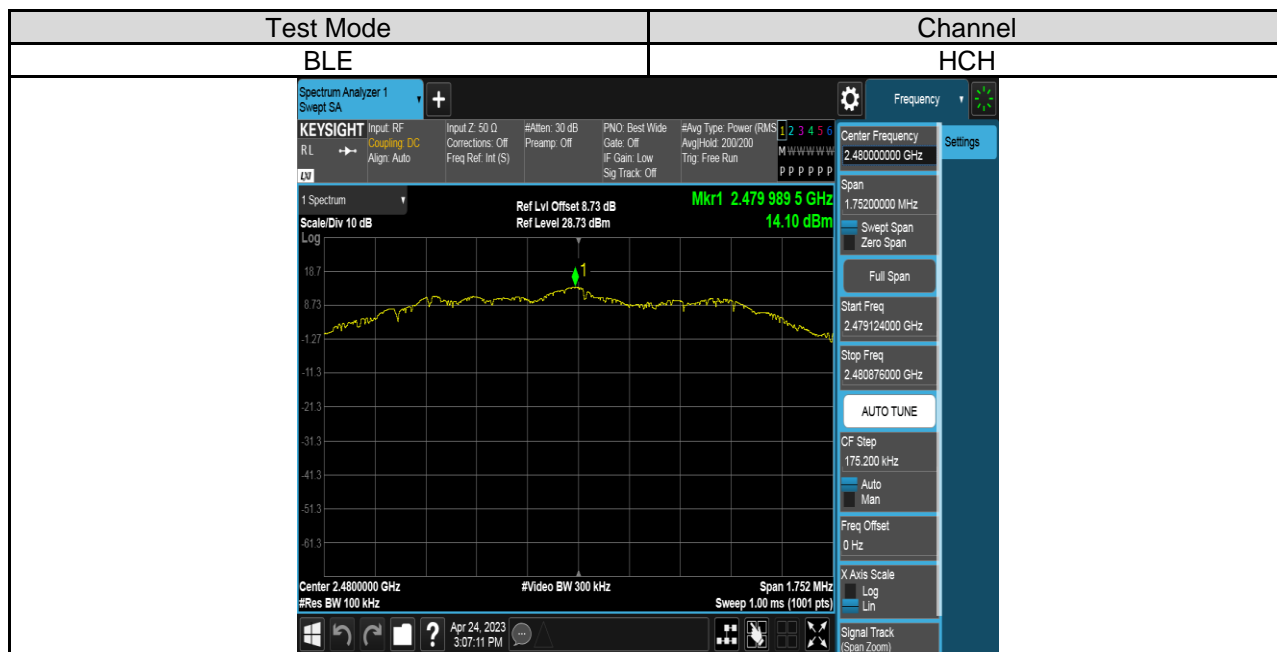 Test Mode Channel
BLE HCH
Spectrum Analyzer 1
Swept SA
Frequency
KEYSIGHT
RL
LXI
Input: RF
Coupling: DC
Align: Auto
Input Z: 50 Ω
Corrections: Off
Freq Ref: Int (S)
#Atten: 30 dB
Preamp: Off
PNO: Best Wide
Gate: Off
IF Gain: Low
Sig Track: Off
#Avg Type: Power (RMS
Avg|Hold: 200/200
Trig: Free Run
1 2 3 4 5 6
M W W W W W
P P P P P P
1 Spectrum
Scale/Div 10 dB
Ref Lvl Offset 8.73 dB
Ref Level 28.73 dBm
Mkr1 2.479 989 5 GHz
14.10 dBm
Log
1
18.7
8.73
-1.27
-11.3
-21.3
-31.3
-41.3
-51.3
-61.3
Center 2.4800000 GHz
#Res BW 100 kHz
#Video BW 300 kHz
Span 1.752 MHz
Sweep 1.00 ms (1001 pts)
?
Apr 24, 2023
3:07:11 PM
Center Frequency
2.480000000 GHz
Settings
Span
1.75200000 MHz
Swept Span
Zero Span
Full Span
Start Freq
2.479124000 GHz
Stop Freq
2.480876000 GHz
AUTO TUNE
CF Step
175.200 kHz
Auto
Man
Freq Offset
0 Hz
X Axis Scale
Log
Lin
Signal Track
(Span Zoom)